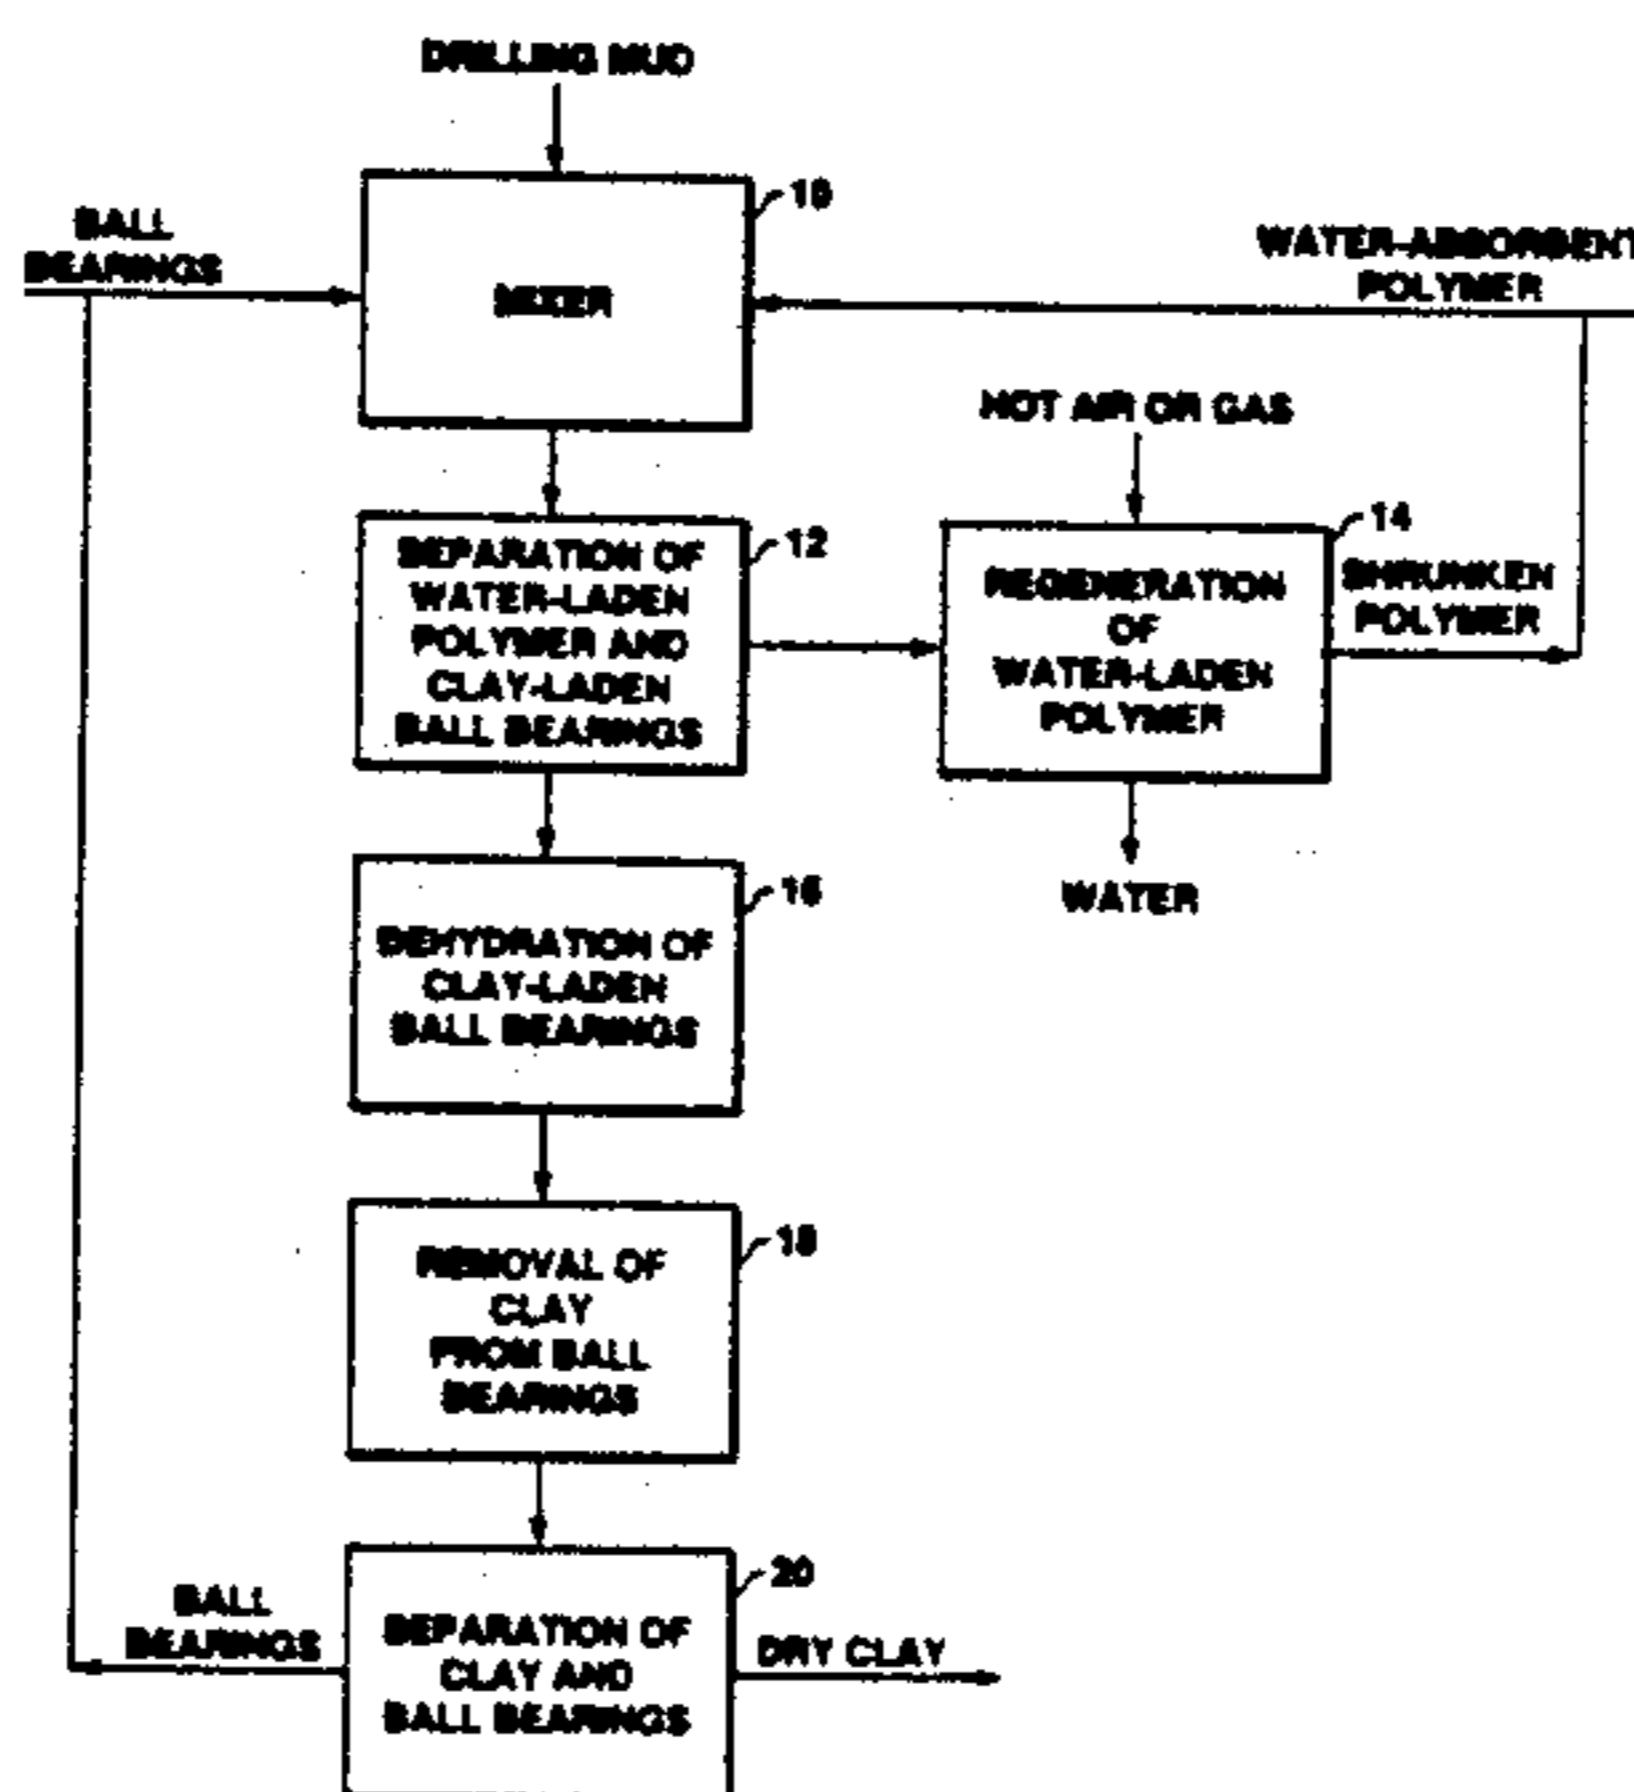 DRILLING MUD
10
BALL
BEARINGS
MIXER
WATER-ABSORBENT
POLYMER
HOT AIR OR GAS
12
SEPARATION OF
WATER-LADEN
POLYMER AND
CLAY-LADEN
BALL BEARINGS
14
REGENERATION
OF
WATER-LADEN
POLYMER
SHRUNKEN
POLYMER
WATER
16
DEHYDRATION OF
CLAY-LADEN
BALL BEARINGS
18
REMOVAL OF
CLAY
FROM BALL
BEARINGS
20
BALL
BEARINGS
SEPARATION OF
CLAY AND
BALL BEARINGS
DRY CLAY